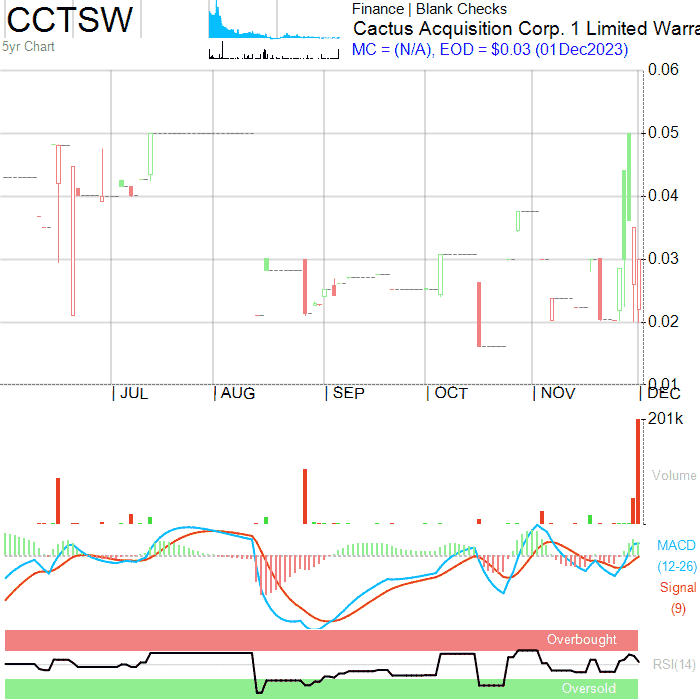 CCTSW
5yr Chart
Finance | Blank Checks
Cactus Acquisition Corp. 1 Limited Warra
MC = (N/A), EOD = $0.03 (01Dec2023)
0.06
0.05
0.04
0.03
0.02
0.01
| JUL | AUG | SEP | OCT | NOV | DEC
201k
Volume
MACD
(12-26)
Signal
(9)
Overbought
RSI(14)
Oversold